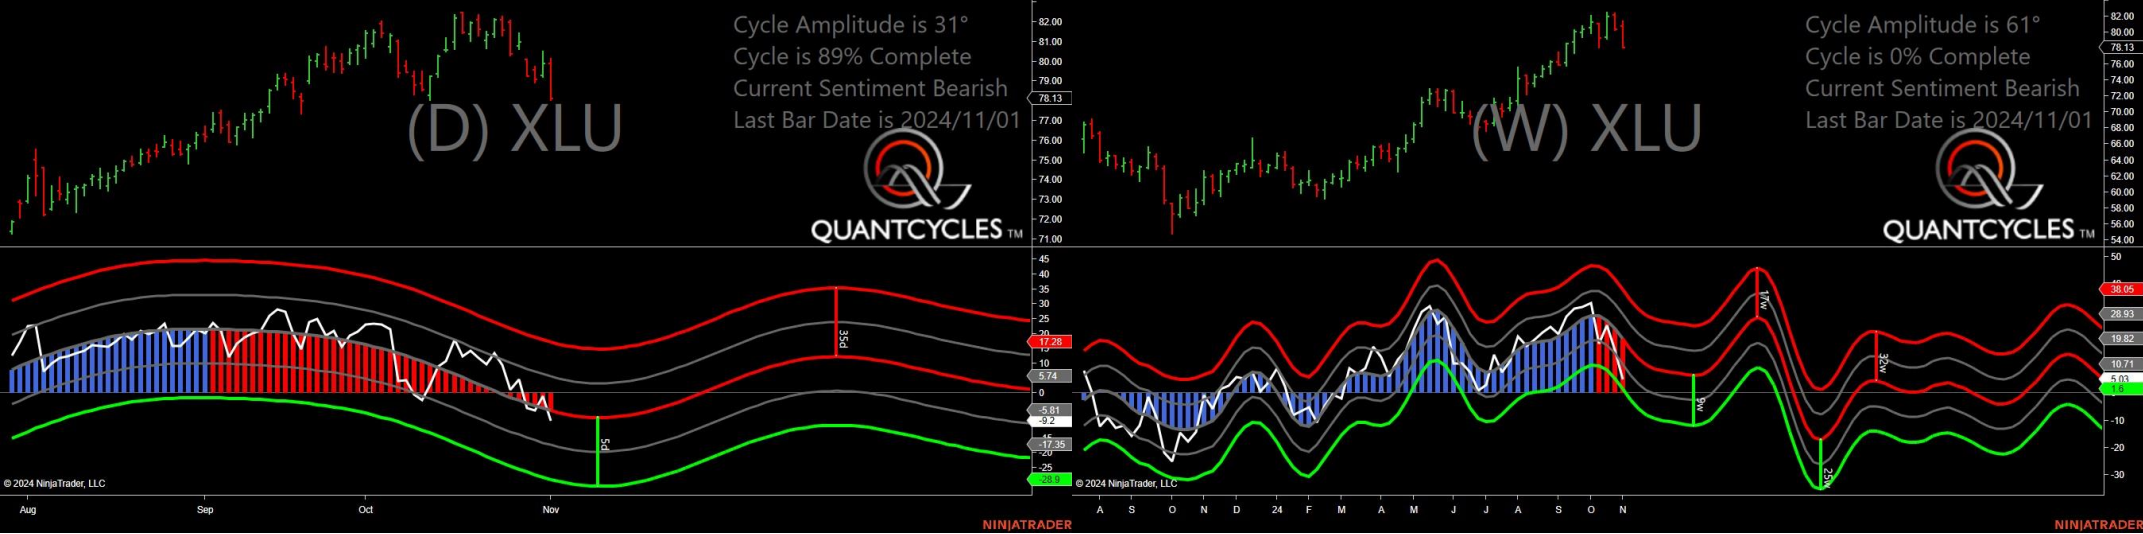 Cycle Amplitude is 31°
Cycle is 89% Complete
Current Sentiment Bearish
Last Bar Date is 2024/11/01
(D) XLU
QUANTCYCLES TM
82.00
81.00
80.00
79.00
78.13
77.00
76.00
75.00
74.00
73.00
72.00
71.00
45
40
35
30
25
20
17.28
15
10
5.74
0
-5.81
-9.2
-17.35
-20
-25
-28.9
35d
5d
© 2024 NinjaTrader, LLC
Aug Sep Oct Nov
NINJATRADER
Cycle Amplitude is 61°
Cycle is 0% Complete
Current Sentiment Bearish
Last Bar Date is 2024/11/01
(W) XLU
QUANTCYCLES TM
82.00
80.00
78.13
76.00
74.00
72.00
70.00
68.00
66.00
64.00
62.00
60.00
58.00
56.00
54.00
50
38.05
28.93
19.82
10.71
5.03
1.6
-10
-20
-30
17w
32w
9w
25w
© 2024 NinjaTrader, LLC
A S O N D 24 F M A M J J A S O N
NINJATRADER